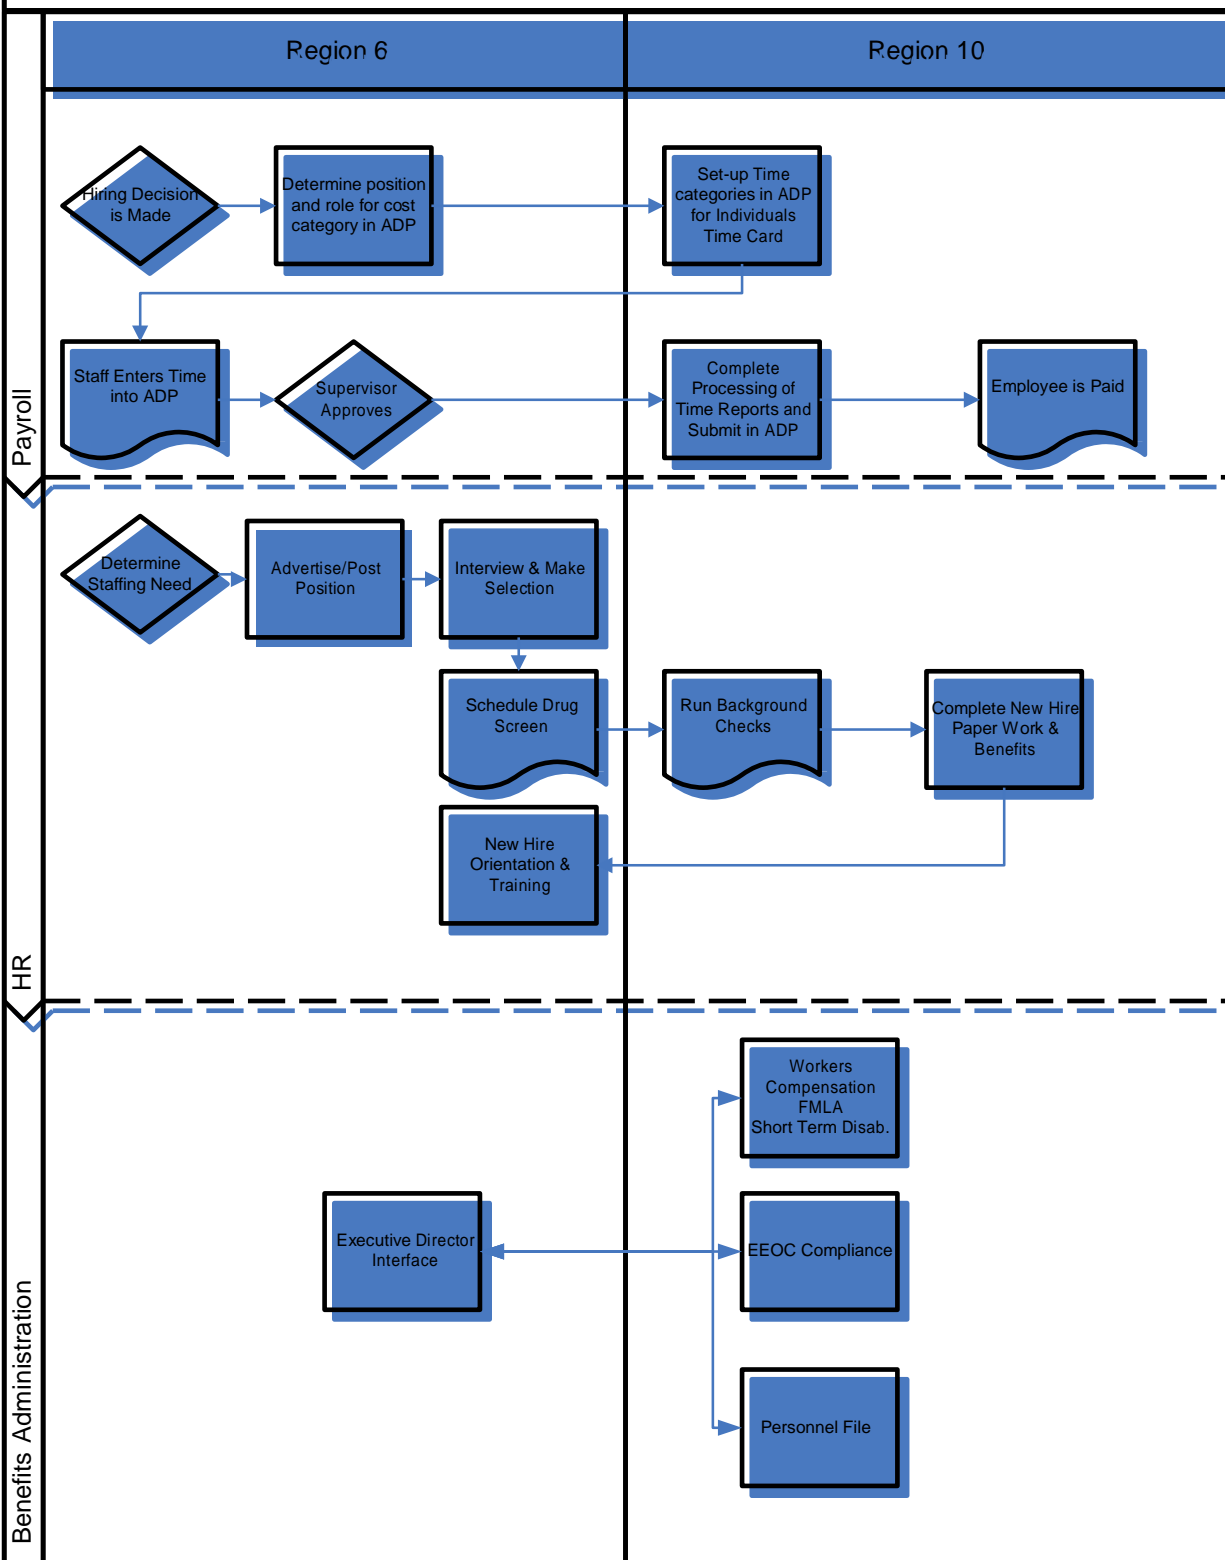 Region 6
Region 10
Payroll
Hiring Decision
is Made
Determine position
and role for cost
category in ADP
Set-up Time
categories in ADP
for Individuals
Time Card
Staff Enters Time
into ADP
Supervisor
Approves
Complete
Processing of
Time Reports and
Submit in ADP
Employee is Paid
HR
Determine
Staffing Need
Advertise/Post
Position
Interview & Make
Selection
Schedule Drug
Screen
Run Background
Checks
Complete New Hire
Paper Work &
Benefits
New Hire
Orientation &
Training
Benefits Administration
Workers
Compensation
FMLA
Short Term Disab.
Executive Director
Interface
EEOC Compliance
Personnel File